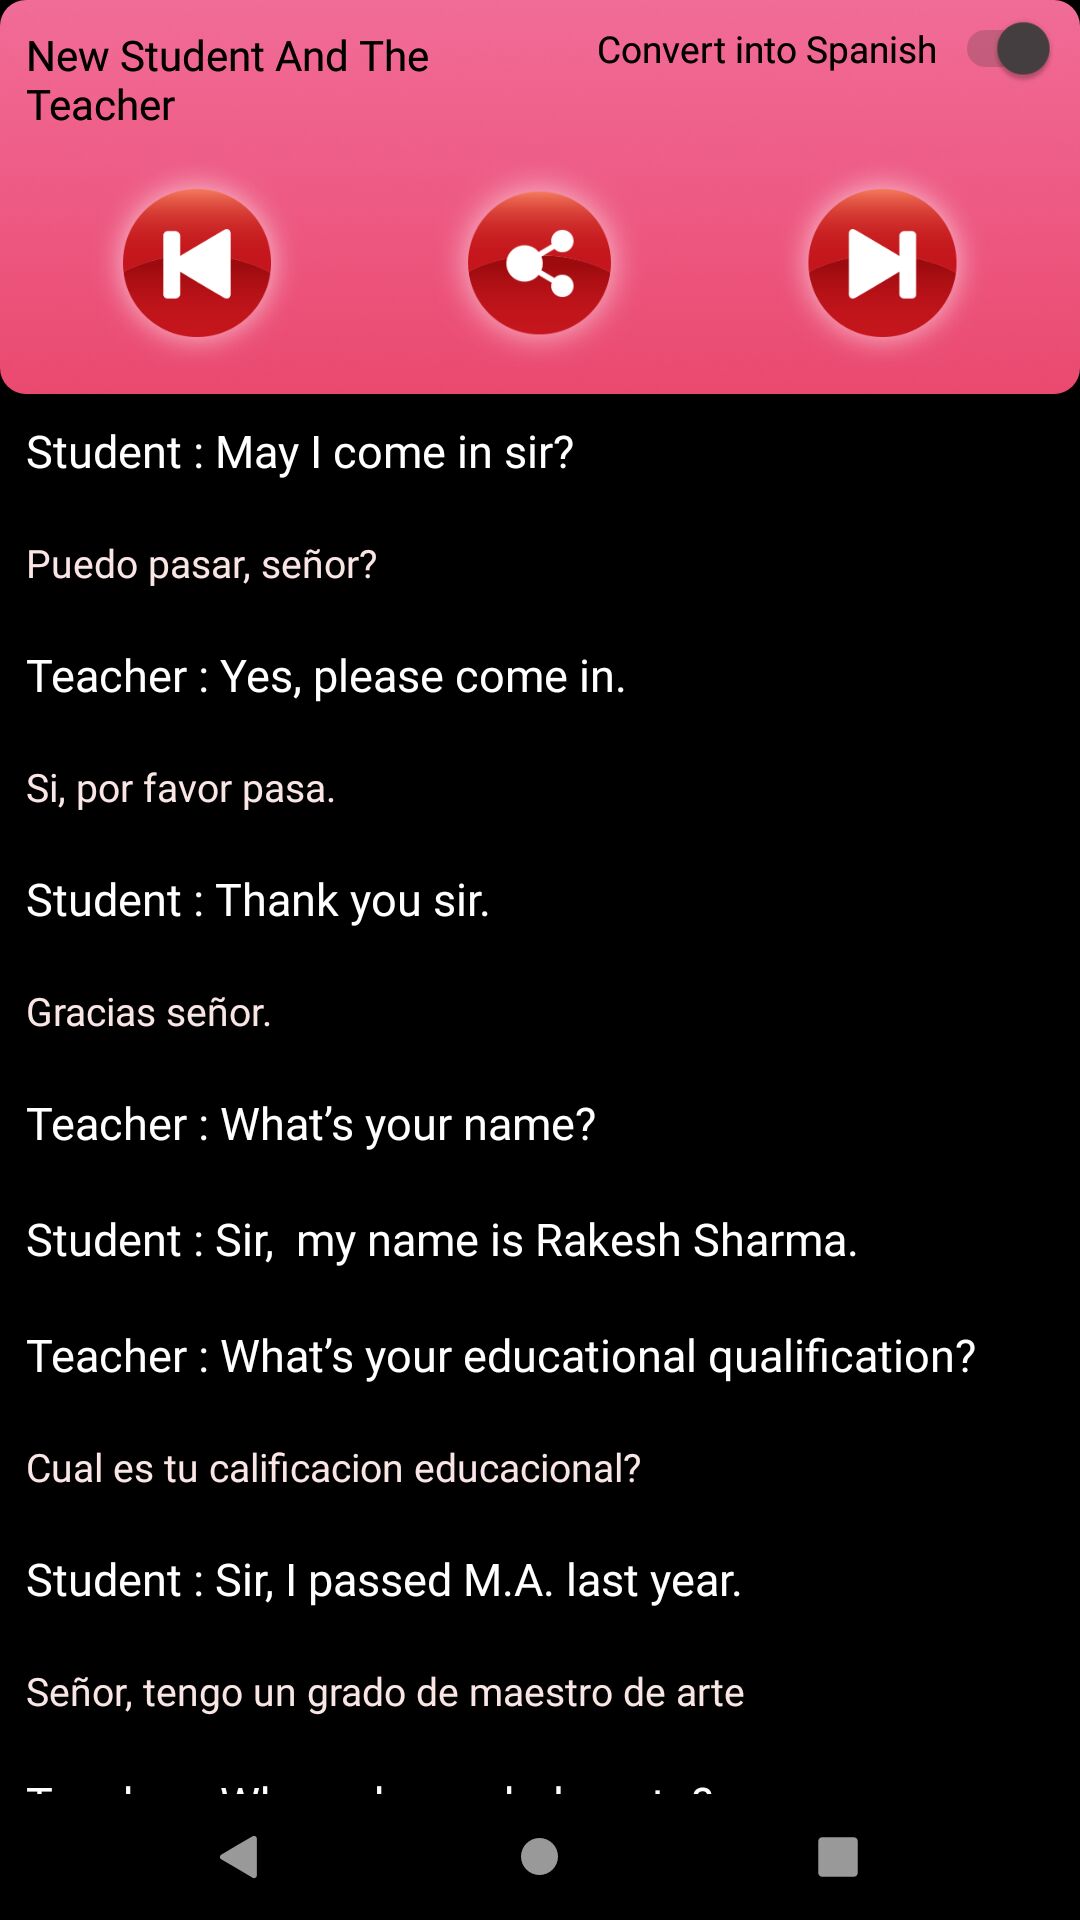 New Student And The
Teacher
Convert into Spanish
Student : May I come in sir?
Puedo pasar, señor?
Teacher : Yes, please come in.
Si, por favor pasa.
Student : Thank you sir.
Gracias señor.
Teacher : What’s your name?
Student : Sir,  my name is Rakesh Sharma.
Teacher : What’s your educational qualification?
Cual es tu calificacion educacional?
Student : Sir, I passed M.A. last year.
Señor, tengo un grado de maestro de arte